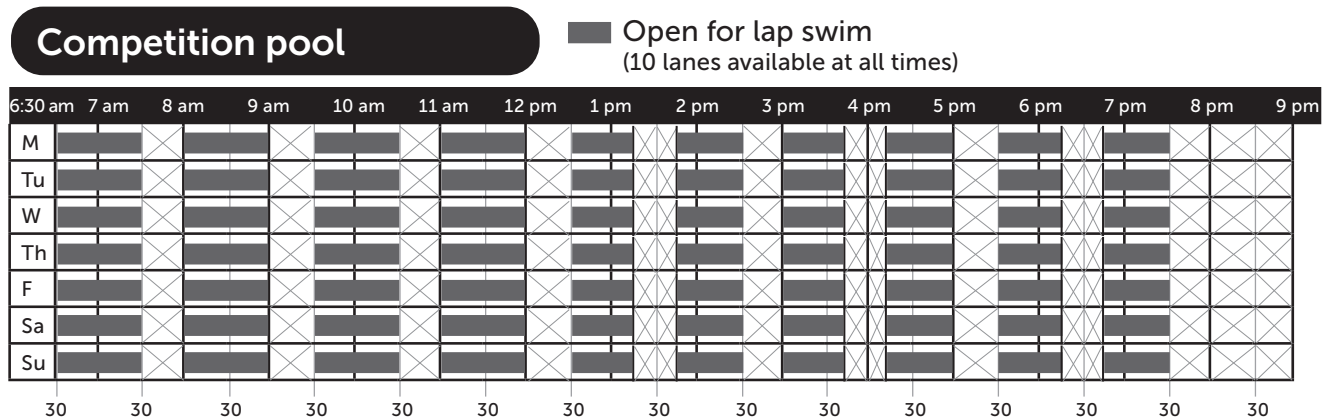 Competition pool
Open for lap swim
(10 lanes available at all times)
6:30 am 7 am 8 am 9 am 10 am 11 am 12 pm 1 pm 2 pm 3 pm 4 pm 5 pm 6 pm 7 pm 8 pm 9 pm
M
Tu
W
Th
F
Sa
Su
30 30 30 30 30 30 30 30 30 30 30 30 30 30 30